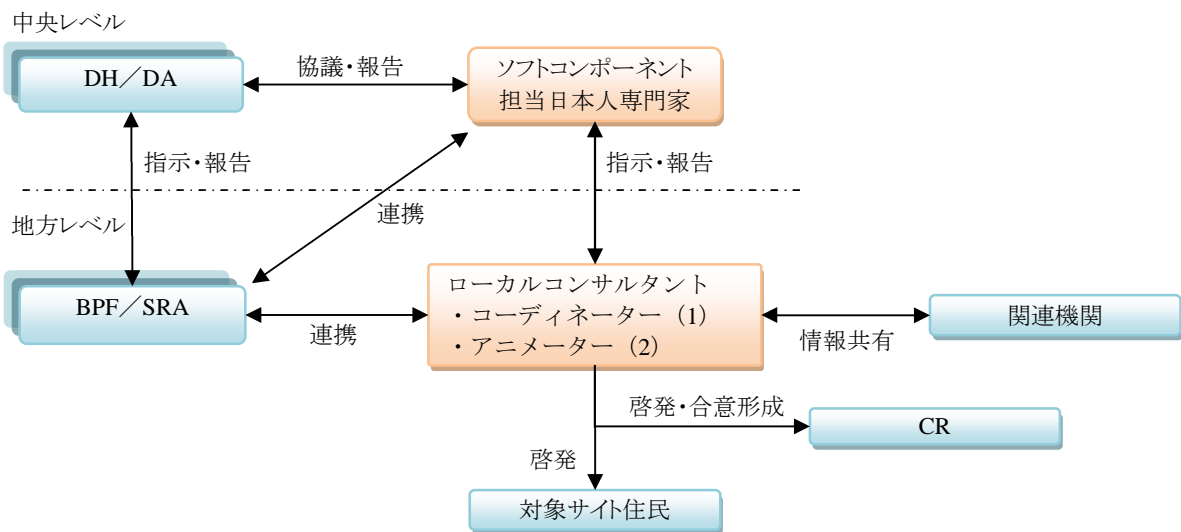 中央レベル
DH／DA
協議・報告
ソフトコンポーネント
担当日本人専門家
指示・報告
指示・報告
地方レベル
連携
BPF／SRA
連携
ローカルコンサルタント
・コーディネーター（1）
・アニメーター（2）
情報共有
関連機関
啓発・合意形成
CR
啓発
対象サイト住民